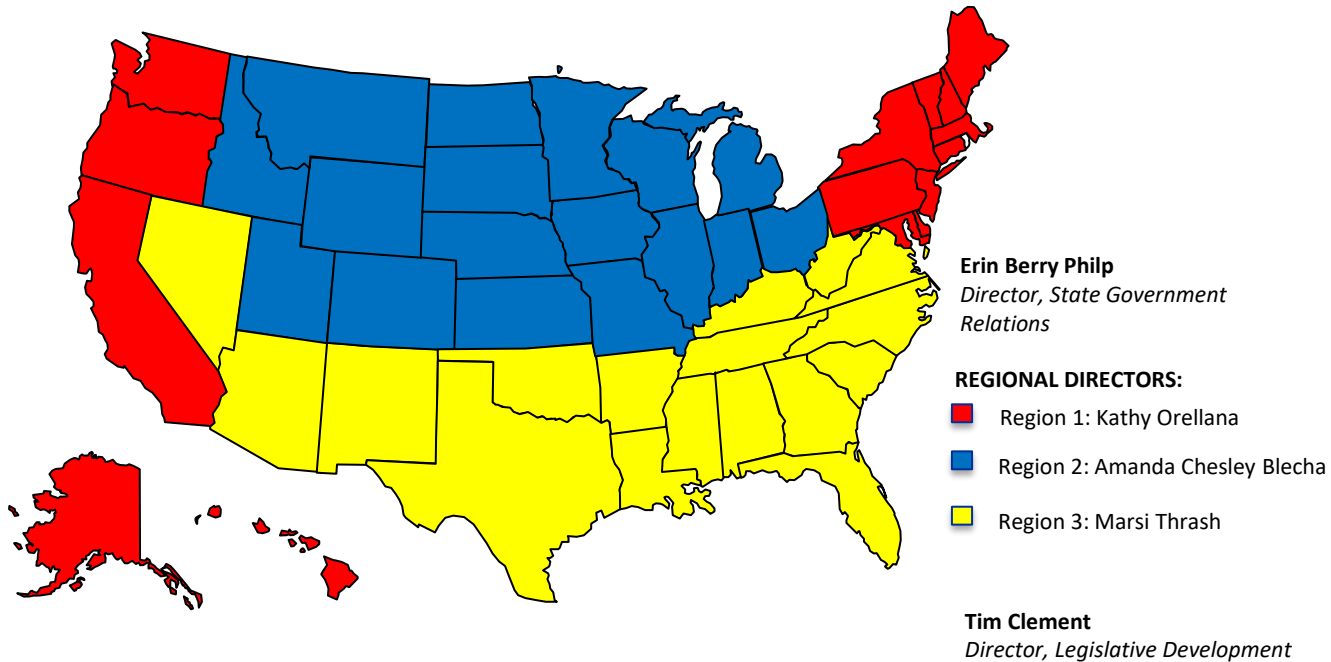 Erin Berry Philp
Director, State Government
Relations
REGIONAL DIRECTORS:
Region 1: Kathy Orellana
Region 2: Amanda Chesley Blecha
Region 3: Marsi Thrash
Tim Clement
Director, Legislative Development